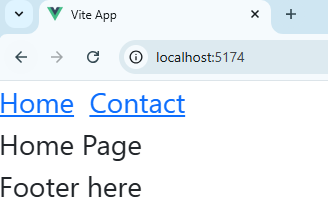 Vite App
localhost:5174
Home Contact
Home Page
Footer here